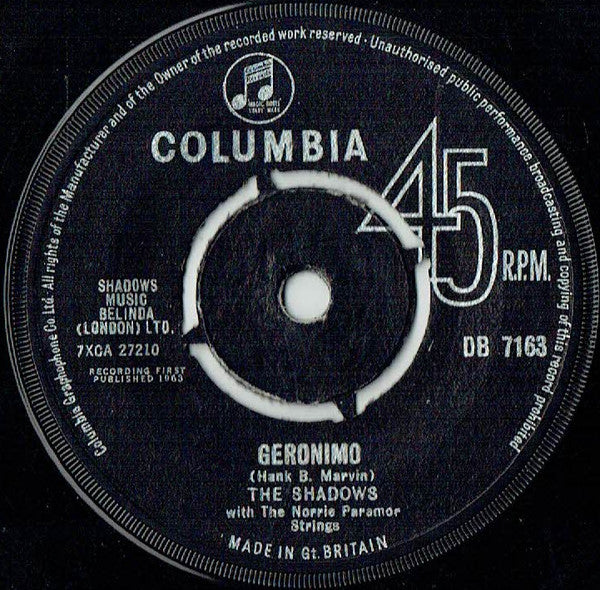 Columbia Graphophone Co Ltd. All rights of the Manufacturer and of the Owner of the recorded work reserved · Unauthorised public performance, broadcasting and copying of this record prohibited
MAGIC NOTES
COLUMBIA
45
R.P.M.
SHADOWS
MUSIC
BELINDA
(LONDON) LTD.
7XCA 27210
RECORDING FIRST
PUBLISHED 1963
DB 7163
GERONIMO
(Hank B. Marvin)
THE SHADOWS
with The Norrie Paramor
Strings
MADE IN Gt. BRITAIN